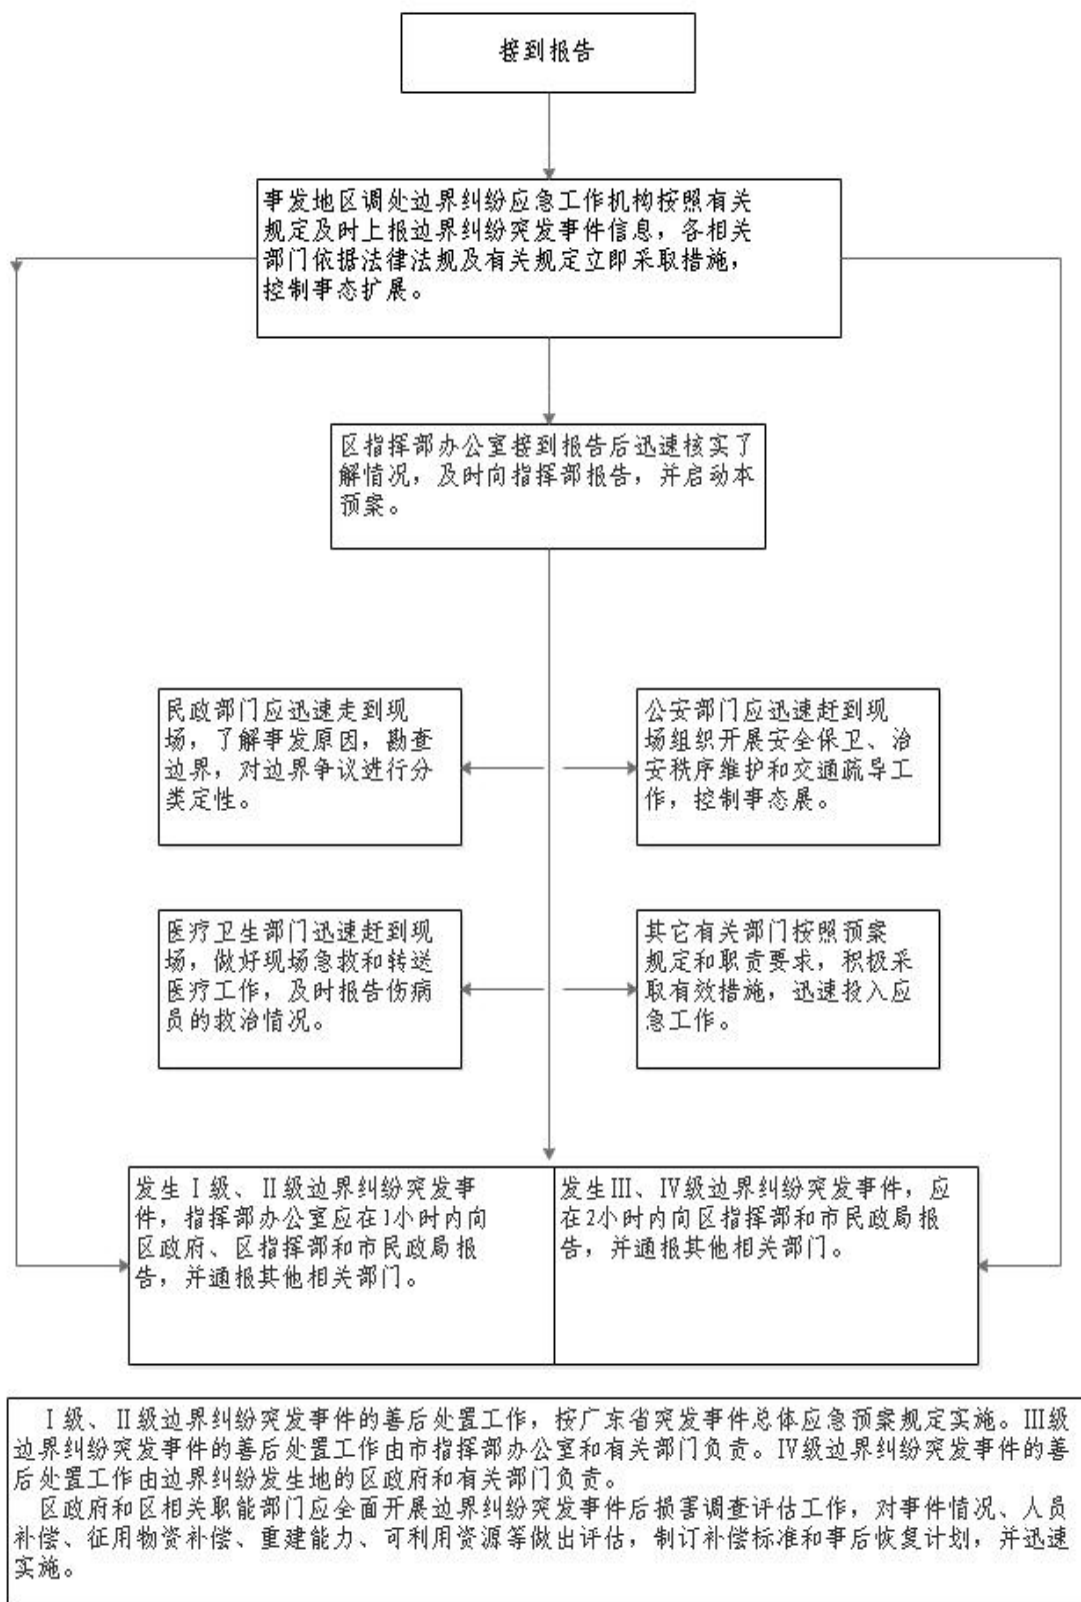 接到报告
事发地区调处边界纠纷应急工作机构按照有关
规定及时上报边界纠纷突发事件信息，各相关
部门依据法律法规及有关规定立即采取措施，
控制事态扩展。
区指挥部办公室接到报告后迅速核实了
解情况，及时向指挥部报告，并启动本
预案。
民政部门应迅速走到现
场，了解事发原因，勘查
边界，对边界争议进行分
类定性。
公安部门应迅速赶到现
场组织开展安全保卫、治
安秩序维护和交通疏导工
作，控制事态展。
医疗卫生部门迅速赶到现
场，做好现场急救和转送
医疗工作，及时报告伤病
员的救治情况。
其它有关部门按照预案
规定和职责要求，积极采
取有效措施，迅速投入应
急工作。
发生Ⅰ级、Ⅱ级边界纠纷突发事
件，指挥部办公室应在1小时内向
区政府、区指挥部和市民政局报
告，并通报其他相关部门。
发生Ⅲ、Ⅳ级边界纠纷突发事件，应
在2小时内向区指挥部和市民政局报
告，并通报其他相关部门。
Ⅰ级、Ⅱ级边界纠纷突发事件的善后处置工作，按广东省突发事件总体应急预案规定实施。Ⅲ级
边界纠纷突发事件的善后处置工作由市指挥部办公室和有关部门负责。Ⅳ级边界纠纷突发事件的善
后处置工作由边界纠纷发生地的区政府和有关部门负责。
区政府和区相关职能部门应全面开展边界纠纷突发事件后损害调查评估工作，对事件情况、人员
补偿、征用物资补偿、重建能力、可利用资源等做出评估，制订补偿标准和事后恢复计划，并迅速
实施。